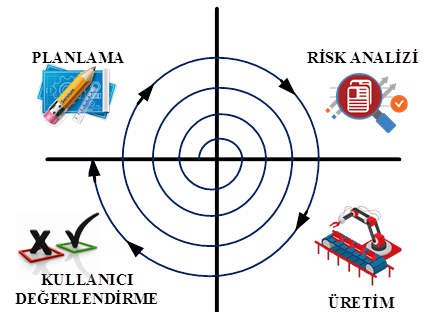 PLANLAMA
RİSK ANALİZİ
KULLANICI
DEĞERLENDİRME
ÜRETİM